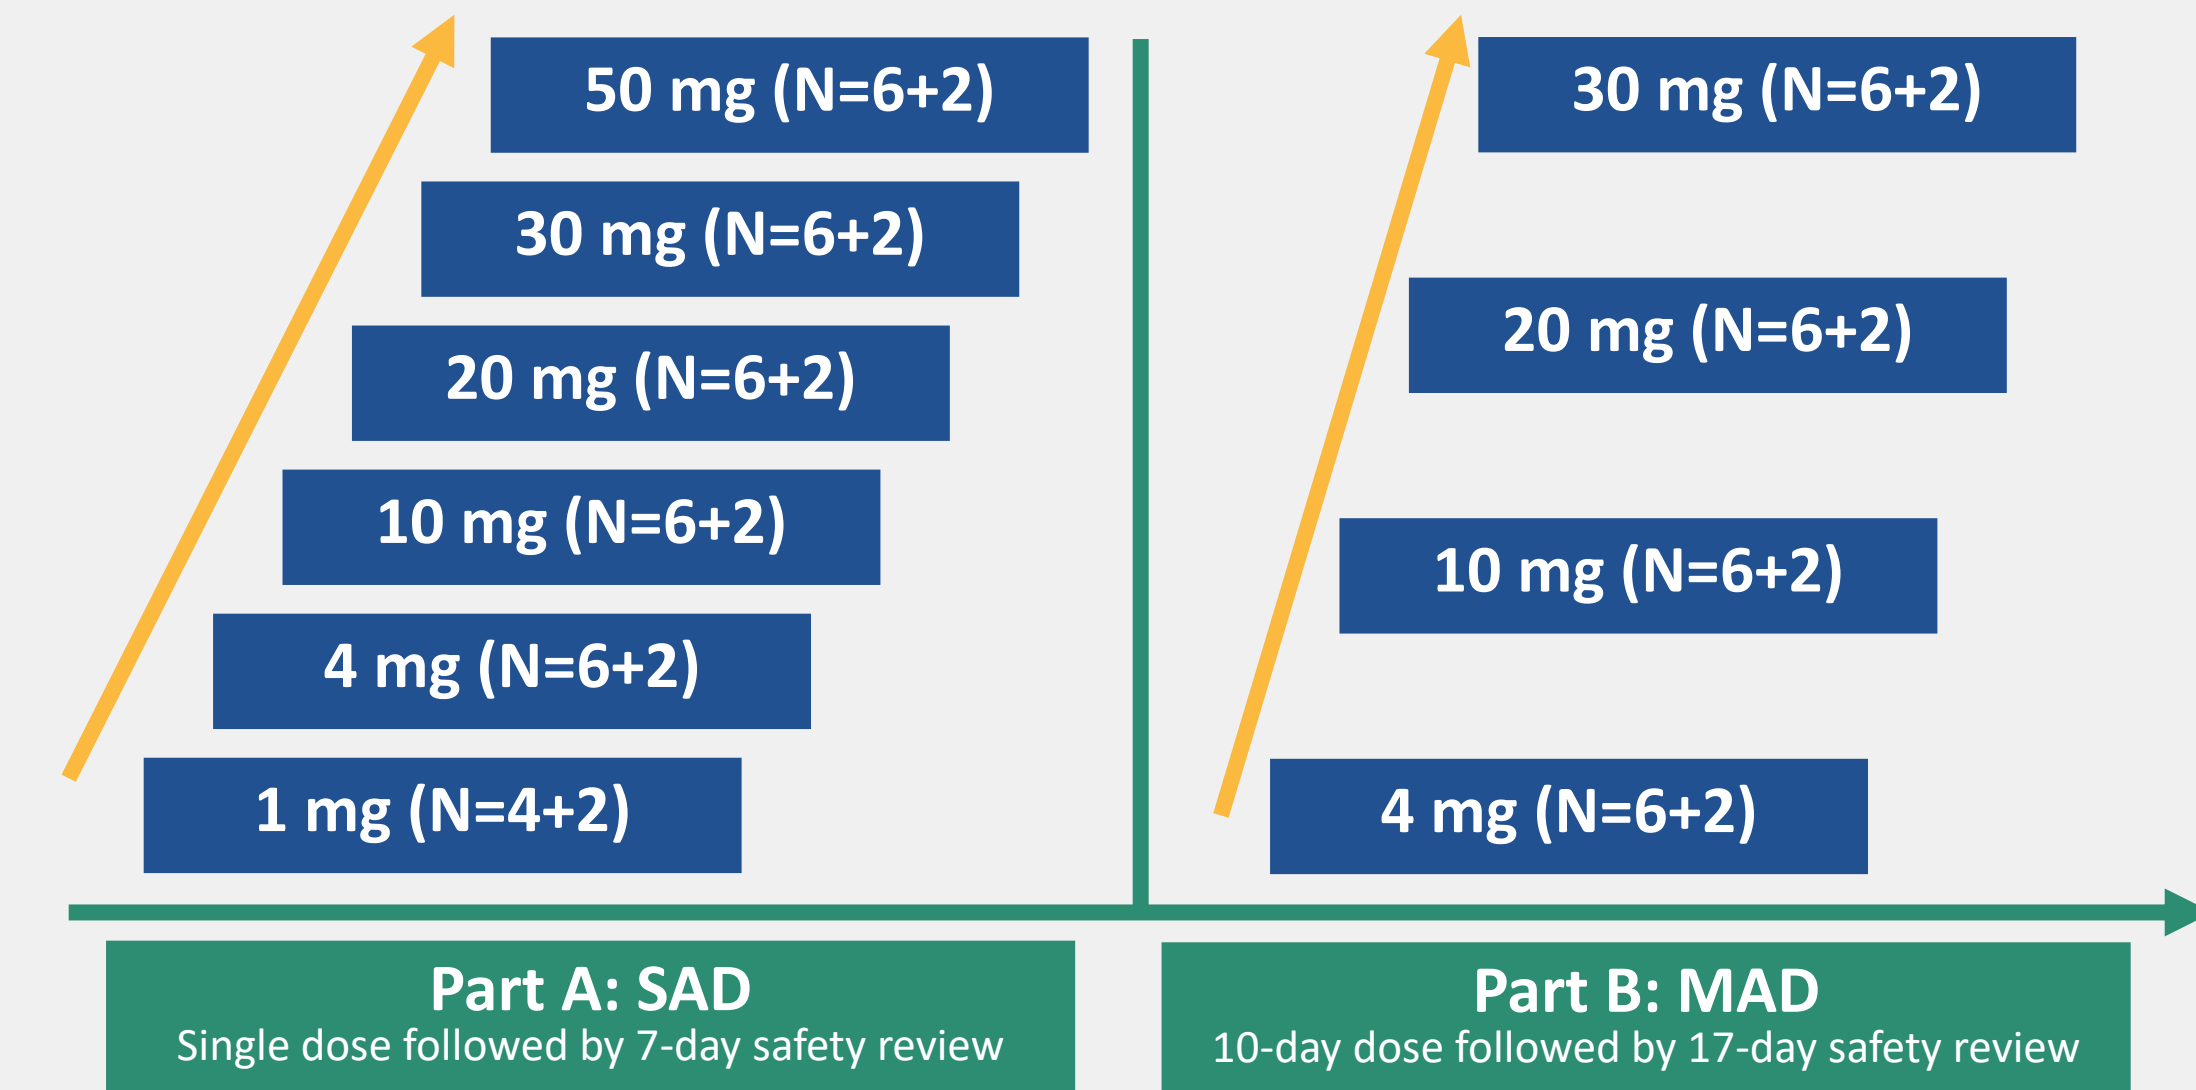 50 mg (N=6+2)
30 mg (N=6+2)
20 mg (N=6+2)
10 mg (N=6+2)
4 mg (N=6+2)
1 mg (N=4+2)
Part A: SAD
Single dose followed by 7-day safety review
30 mg (N=6+2)
20 mg (N=6+2)
10 mg (N=6+2)
4 mg (N=6+2)
Part B: MAD
10-day dose followed by 17-day safety review